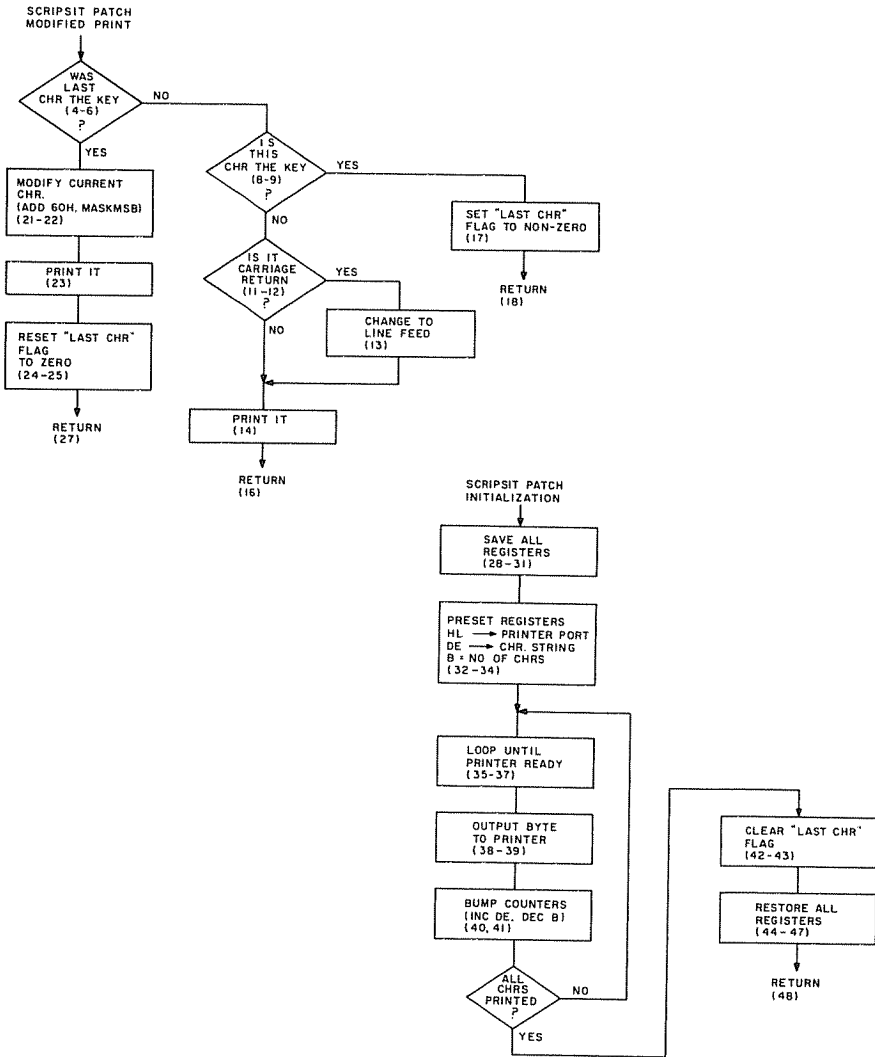 SCRIPSIT PATCH
MODIFIED PRINT
WAS
LAST
CHR THE KEY
(4-6)
?
NO
YES
MODIFY CURRENT
CHR.
(ADD 60H, MASKMSB)
(21-22)
PRINT IT
(23)
RESET "LAST CHR"
FLAG
TO ZERO
(24-25)
RETURN
(27)
IS
THIS
CHR THE KEY
(8-9)
?
YES
NO
SET "LAST CHR"
FLAG TO NON-ZERO
(17)
RETURN
(18)
IS IT
CARRIAGE
RETURN
(11-12)
?
YES
NO
CHANGE TO
LINE FEED
(13)
PRINT IT
(14)
RETURN
(16)
SCRIPSIT PATCH
INITIALIZATION
SAVE ALL
REGISTERS
(28-31)
PRESET REGISTERS
HL → PRINTER PORT
DE → CHR. STRING
B = NO OF CHRS
(32-34)
LOOP UNTIL
PRINTER READY
(35-37)
OUTPUT BYTE
TO PRINTER
(38-39)
BUMP COUNTERS
(INC DE, DEC B)
(40, 41)
ALL
CHRS
PRINTED
?
NO
YES
CLEAR "LAST CHR"
FLAG
(42-43)
RESTORE ALL
REGISTERS
(44-47)
RETURN
(48)